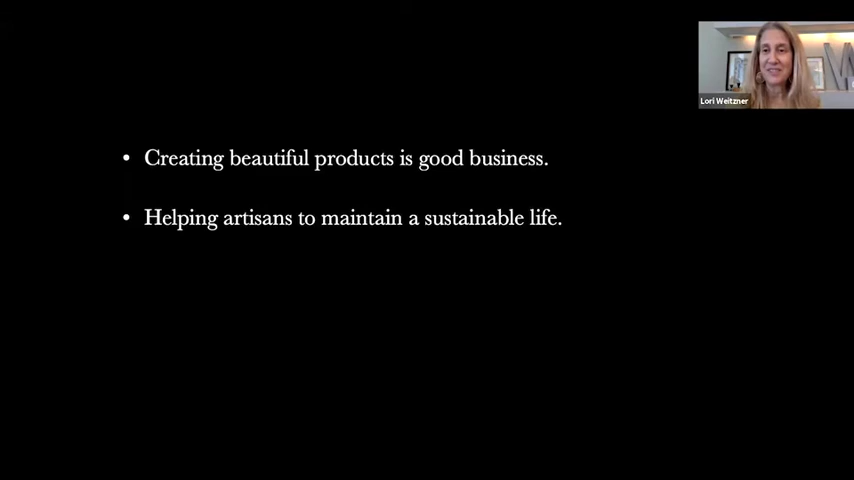 Lori Weitzner
• Creating beautiful products is good business.
• Helping artisans to maintain a sustainable life.